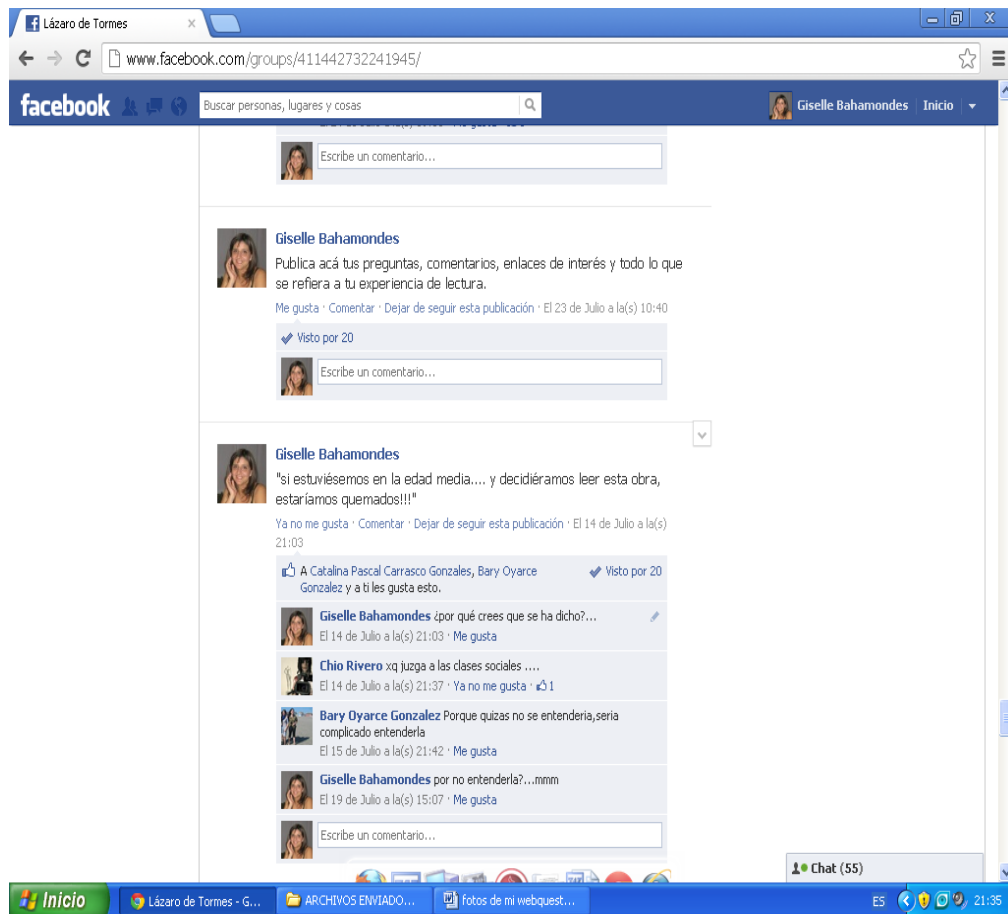 Lázaro de Tormes
www.facebook.com/groups/411442732241945/
facebook
Buscar personas, lugares y cosas
Giselle Bahamondes
Inicio
Me gusta
Escribe un comentario...
Giselle Bahamondes
Publica acá tus preguntas, comentarios, enlaces de interés y todo lo que
se refiera a tu experiencia de lectura.
Me gusta · Comentar · Dejar de seguir esta publicación · El 23 de Julio a la(s) 10:40
Visto por 20
Escribe un comentario...
Giselle Bahamondes
"si estuviésemos en la edad media.... y decidiéramos leer esta obra,
estaríamos quemados!!!"
Ya no me gusta · Comentar · Dejar de seguir esta publicación · El 14 de Julio a la(s)
21:03
A Catalina Pascal Carrasco Gonzales, Bary Oyarce
Gonzalez y a ti les gusta esto.
Visto por 20
Giselle Bahamondes ¿por qué crees que se ha dicho?...
El 14 de Julio a la(s) 21:03 · Me gusta
Chio Rivero xq juzga a las clases sociales ....
El 14 de Julio a la(s) 21:37 · Ya no me gusta · 1
Bary Oyarce Gonzalez Porque quizas no se entenderia,seria
complicado entenderla
El 15 de Julio a la(s) 21:42 · Me gusta
Giselle Bahamondes por no entenderla?...mmm
El 19 de Julio a la(s) 15:07 · Me gusta
Escribe un comentario...
Chat (55)
Inicio
Lázaro de Tormes - G...
ARCHIVOS ENVIADO...
fotos de mi webquest...
ES
21:35